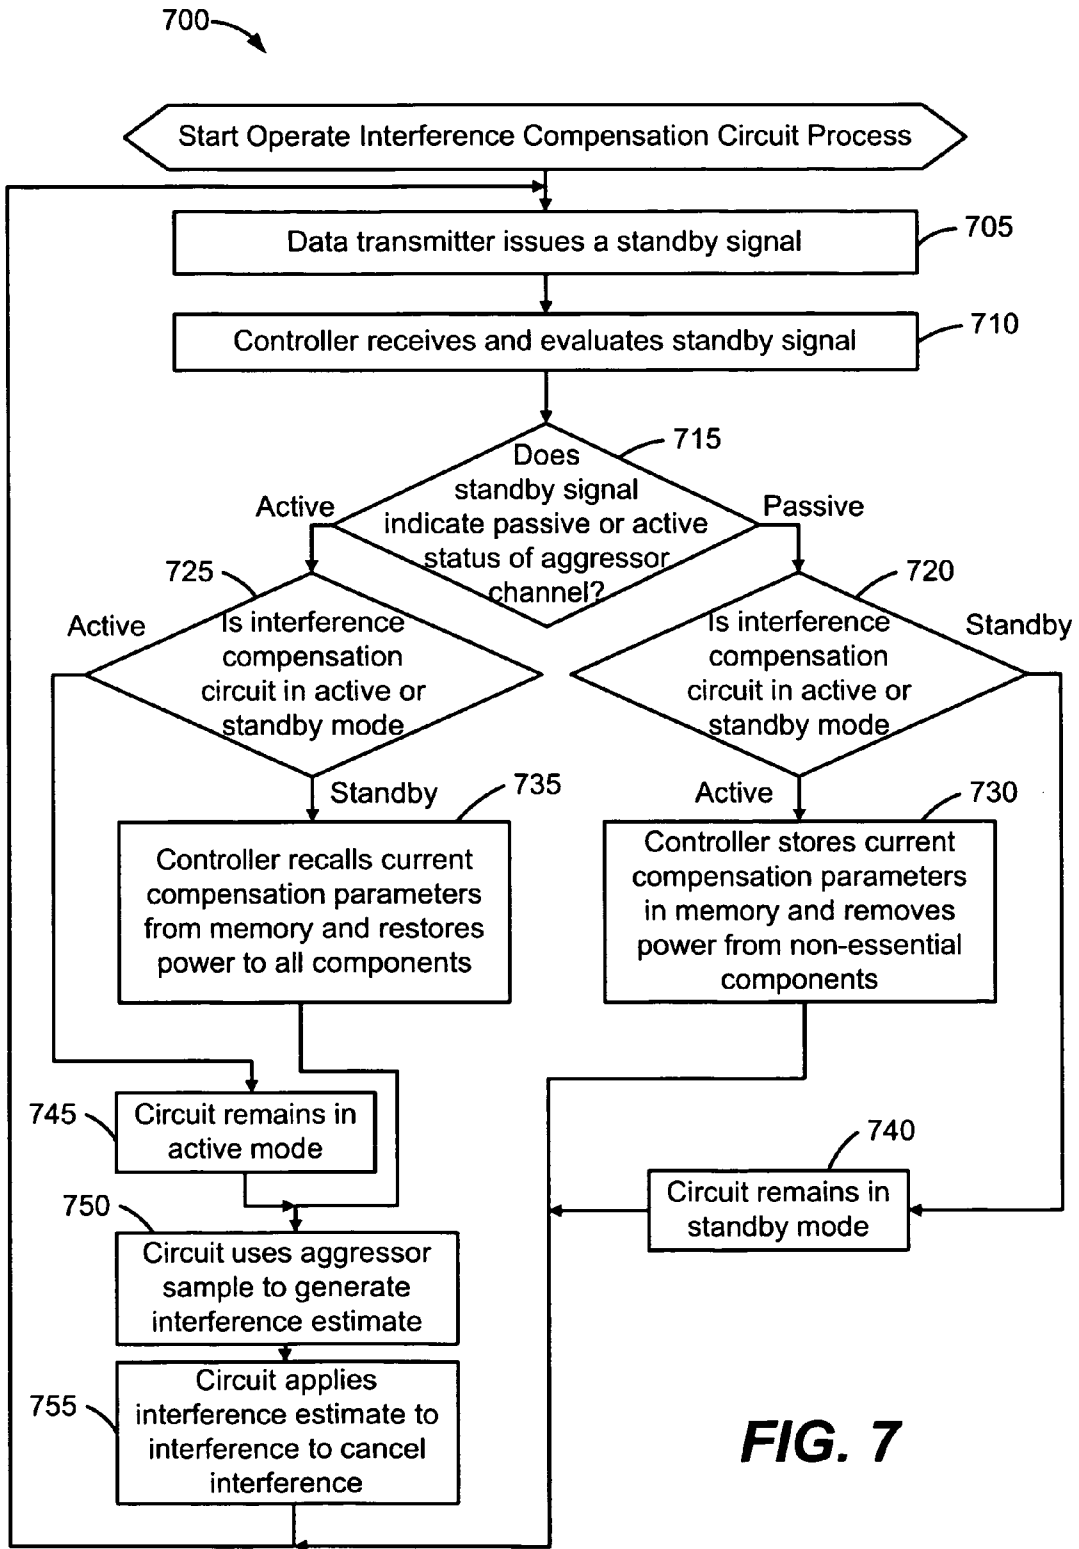 700
Start Operate Interference Compensation Circuit Process
Data transmitter issues a standby signal
705
Controller receives and evaluates standby signal
710
Does
standby signal
indicate passive or active
status of aggressor
channel?
715
Active
Passive
725
Is interference
compensation
circuit in active or
standby mode
Active
720
Is interference
compensation
circuit in active or
standby mode
Standby
Standby
735
Controller recalls current
compensation parameters
from memory and restores
power to all components
Active
730
Controller stores current
compensation parameters
in memory and removes
power from non-essential
components
745
Circuit remains in
active mode
740
Circuit remains in
standby mode
750
Circuit uses aggressor
sample to generate
interference estimate
755
Circuit applies
interference estimate to
interference to cancel
interference
FIG. 7